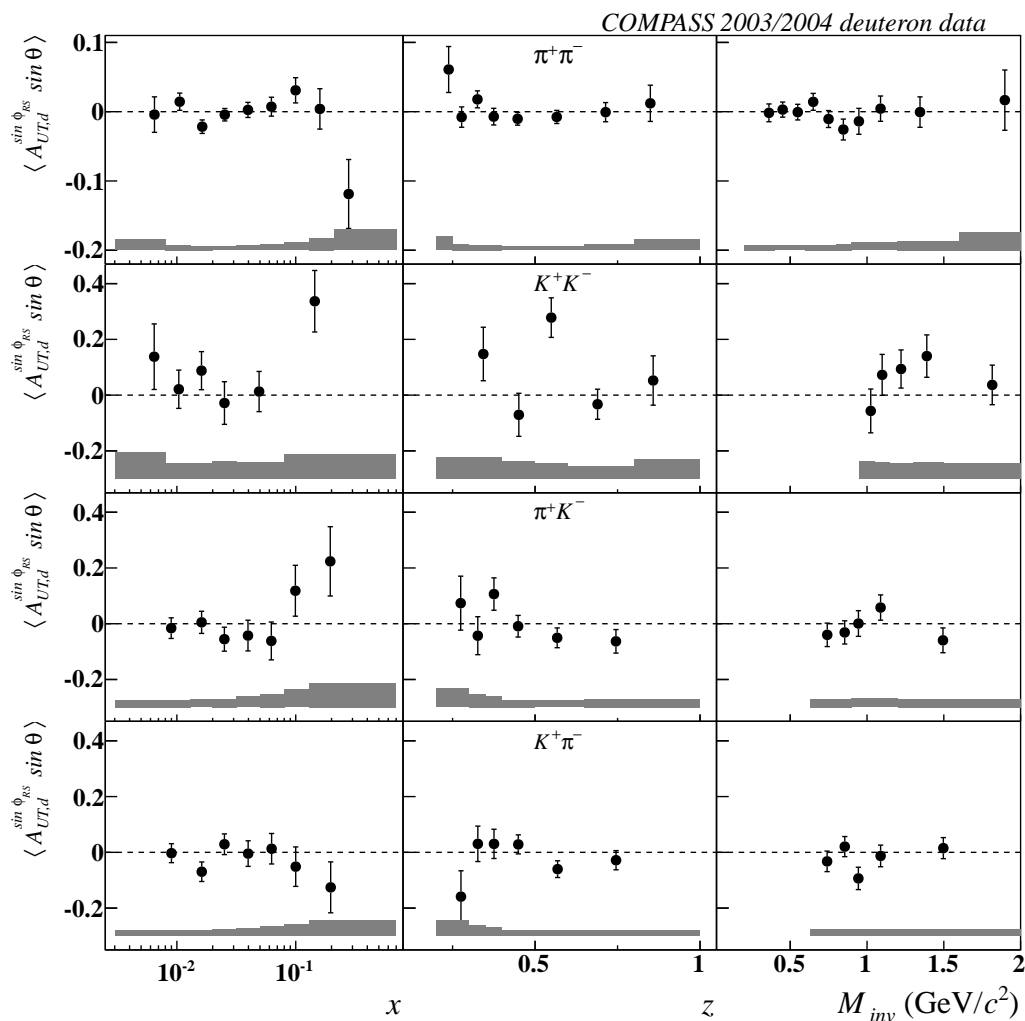 COMPASS 2003/2004 deuteron data
⟨ A_{UT,d}^{sin ϕ_{RS}} sin θ ⟩
0.1
0
-0.1
-0.2
π⁺π⁻
⟨ A_{UT,d}^{sin ϕ_{RS}} sin θ ⟩
0.4
0.2
0
-0.2
K⁺K⁻
⟨ A_{UT,d}^{sin ϕ_{RS}} sin θ ⟩
0.4
0.2
0
-0.2
π⁺K⁻
⟨ A_{UT,d}^{sin ϕ_{RS}} sin θ ⟩
0.4
0.2
0
-0.2
K⁺π⁻
10⁻² 10⁻¹ 0.5 1 0.5 1 1.5 2
x z M_{inv} (GeV/c²)